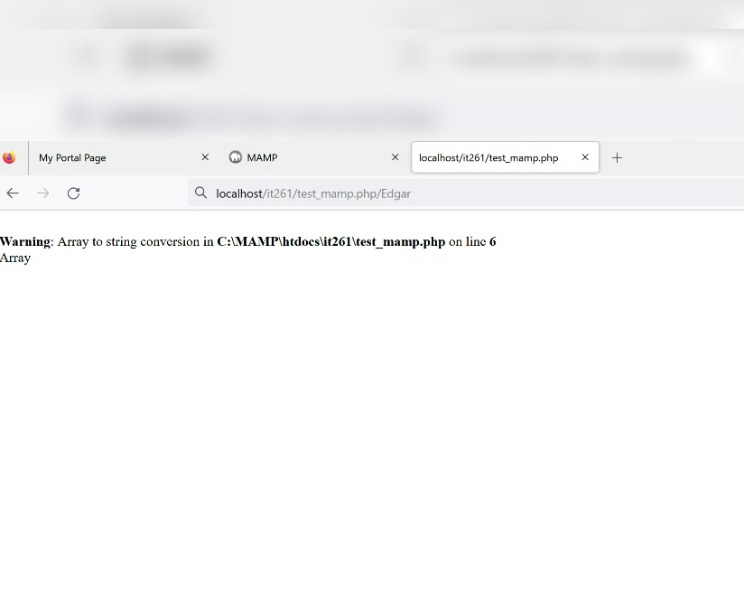 My Portal Page
MAMP
localhost/it261/test_mamp.php
localhost/it261/test_mamp.php/Edgar
Warning: Array to string conversion in C:\MAMP\htdocs\it261\test_mamp.php on line 6
Array